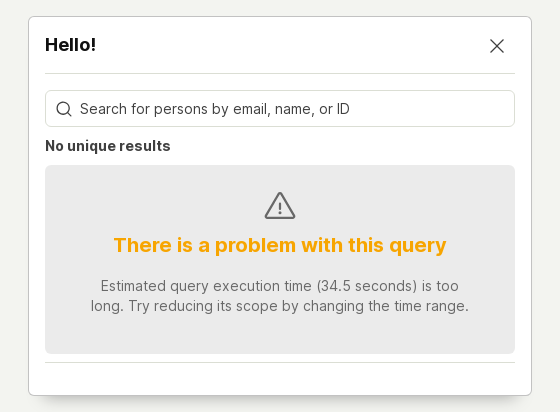 Hello!
Search for persons by email, name, or ID
No unique results
There is a problem with this query
Estimated query execution time (34.5 seconds) is too
long. Try reducing its scope by changing the time range.